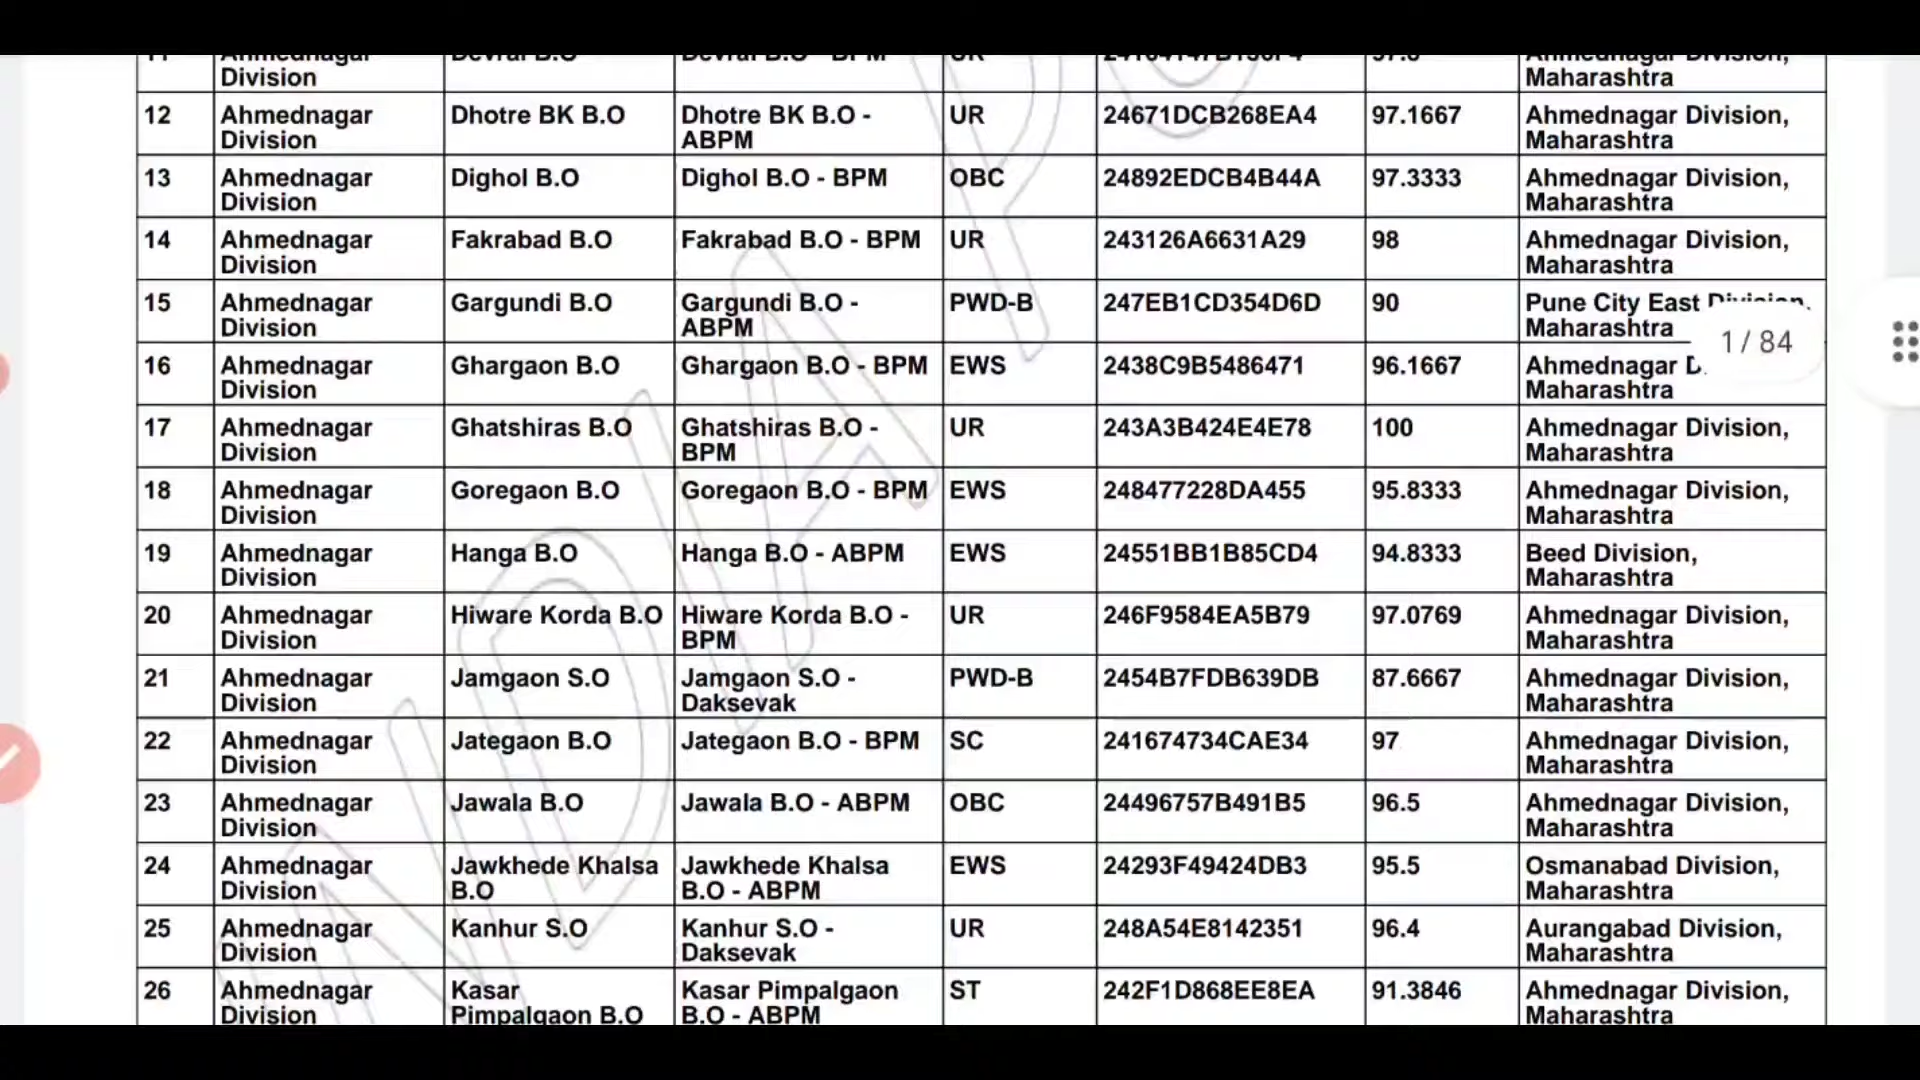 Division
Maharashtra
12 Ahmednagar Dhotre BK B.O Dhotre BK B.O - UR 24671DCB268EA4 97.1667 Ahmednagar Division,
Division ABPM Maharashtra
13 Ahmednagar Dighol B.O Dighol B.O - BPM OBC 24892EDCB4B44A 97.3333 Ahmednagar Division,
Division Maharashtra
14 Ahmednagar Fakrabad B.O Fakrabad B.O - BPM UR 243126A6631A29 98 Ahmednagar Division,
Division Maharashtra
15 Ahmednagar Gargundi B.O Gargundi B.O - PWD-B 247EB1CD354D6D 90 Pune City East Division,
Division ABPM Maharashtra
1 / 84
16 Ahmednagar Ghargaon B.O Ghargaon B.O - BPM EWS 2438C9B5486471 96.1667 Ahmednagar
Division Maharashtra
17 Ahmednagar Ghatshiras B.O Ghatshiras B.O - UR 243A3B424E4E78 100 Ahmednagar Division,
Division BPM Maharashtra
18 Ahmednagar Goregaon B.O Goregaon B.O - BPM EWS 248477228DA455 95.8333 Ahmednagar Division,
Division Maharashtra
19 Ahmednagar Hanga B.O Hanga B.O - ABPM EWS 24551BB1B85CD4 94.8333 Beed Division,
Division Maharashtra
20 Ahmednagar Hiware Korda B.O Hiware Korda B.O - UR 246F9584EA5B79 97.0769 Ahmednagar Division,
Division BPM Maharashtra
21 Ahmednagar Jamgaon S.O Jamgaon S.O - PWD-B 2454B7FDB639DB 87.6667 Ahmednagar Division,
Division Daksevak Maharashtra
22 Ahmednagar Jategaon B.O Jategaon B.O - BPM SC 241674734CAE34 97 Ahmednagar Division,
Division Maharashtra
23 Ahmednagar Jawala B.O Jawala B.O - ABPM OBC 24496757B491B5 96.5 Ahmednagar Division,
Division Maharashtra
24 Ahmednagar Jawkhede Khalsa Jawkhede Khalsa EWS 24293F49424DB3 95.5 Osmanabad Division,
Division B.O B.O - ABPM Maharashtra
25 Ahmednagar Kanhur S.O Kanhur S.O - UR 248A54E8142351 96.4 Aurangabad Division,
Division Daksevak Maharashtra
26 Ahmednagar Kasar Kasar Pimpalgaon ST 242F1D868EE8EA 91.3846 Ahmednagar Division,
Division Pimpalgaon B.O B.O - ABPM Maharashtra